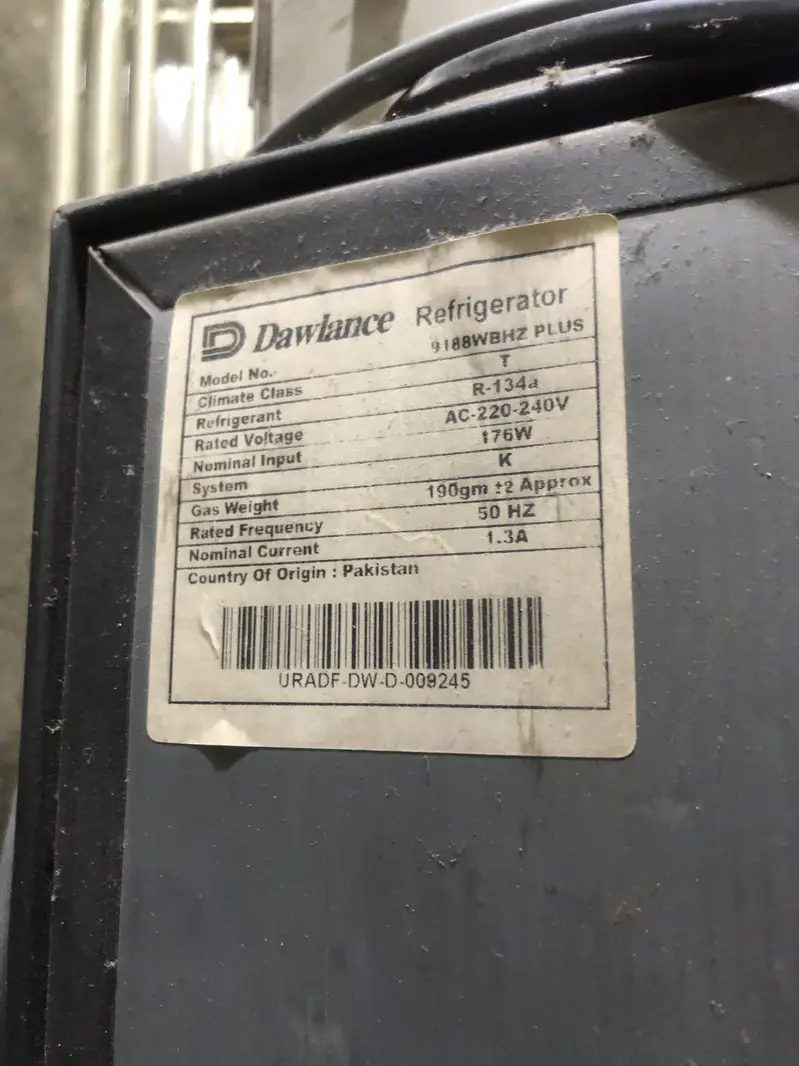 Dawlance Refrigerator
Model No. 9188WBHZ PLUS
Climate Class T
Refrigerant R-134a
Rated Voltage AC-220-240V
Nominal Input 176W
System K
Gas Weight 190gm ±2 Approx
Rated Frequency 50 HZ
Nominal Current 1.3A
Country Of Origin : Pakistan
URADF-DW-D-009245